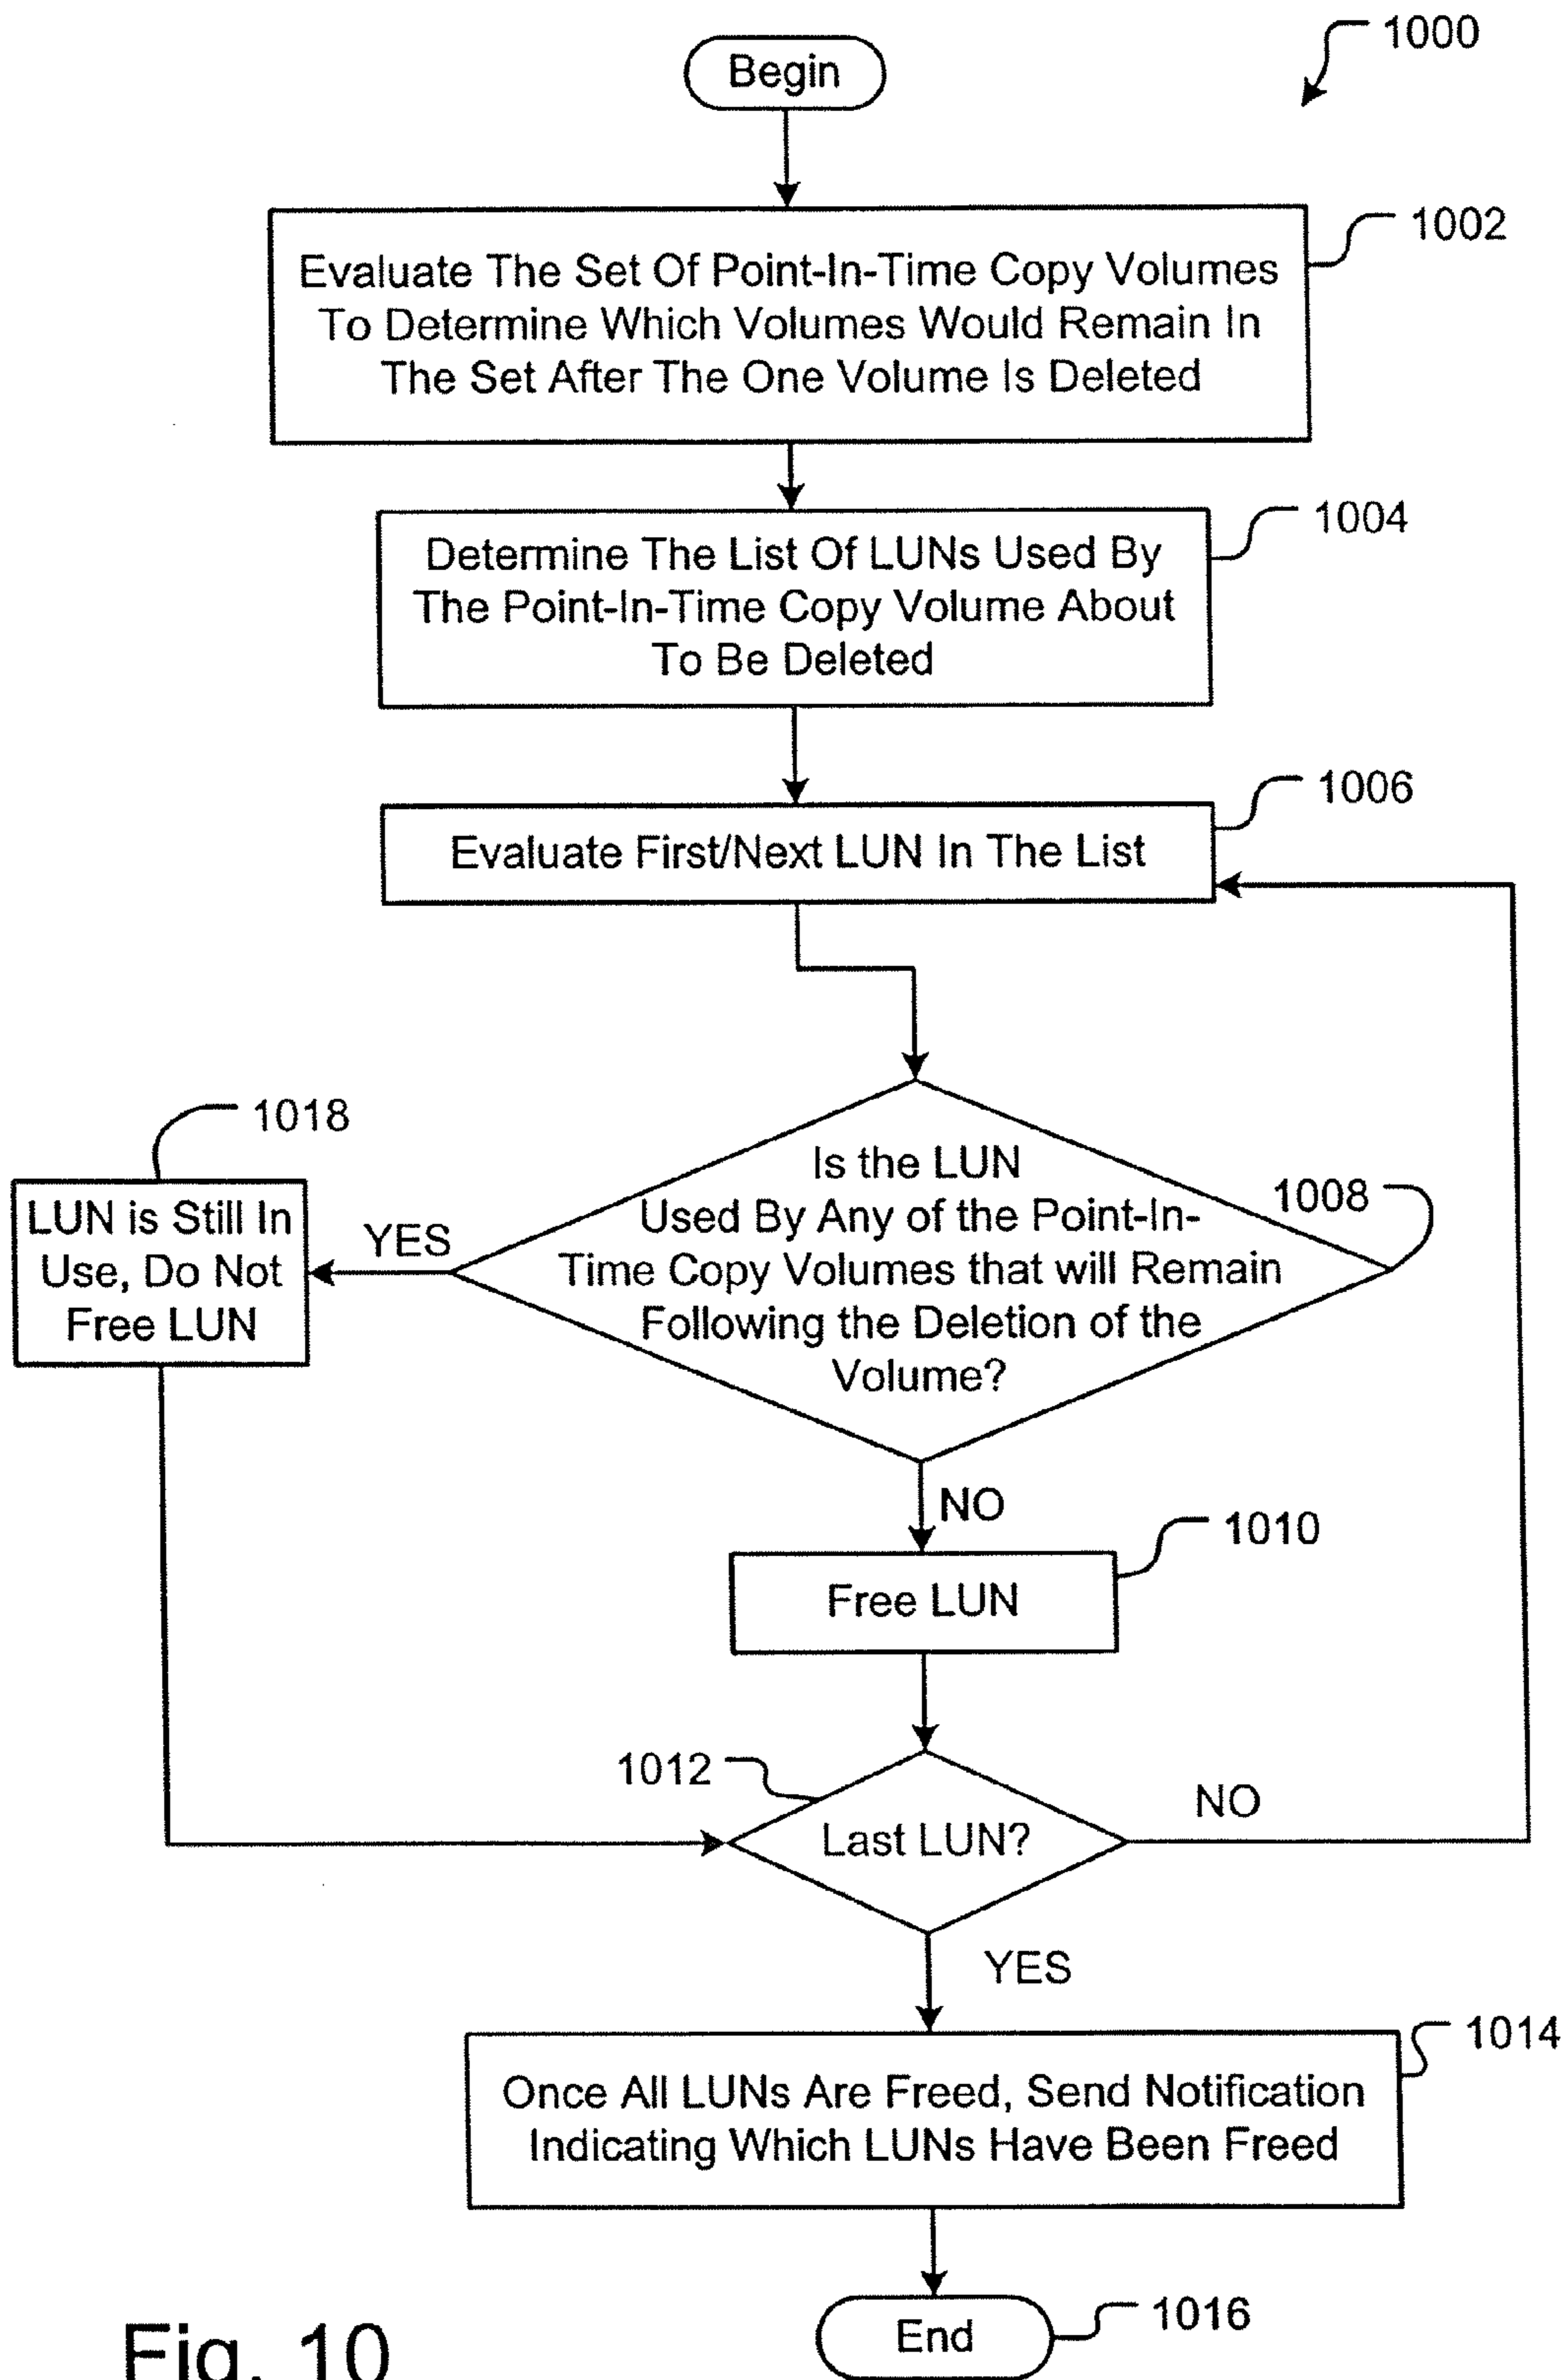 1000
Begin
1002
Evaluate The Set Of Point-In-Time Copy Volumes
To Determine Which Volumes Would Remain In
The Set After The One Volume Is Deleted
1004
Determine The List Of LUNs Used By
The Point-In-Time Copy Volume About
To Be Deleted
1006
Evaluate First/Next LUN In The List
1018
LUN is Still In
Use, Do Not
Free LUN
YES
Is the LUN
Used By Any of the Point-In-
Time Copy Volumes that will Remain
Following the Deletion of the
Volume?
1008
NO
1010
Free LUN
1012
Last LUN?
NO
YES
1014
Once All LUNs Are Freed, Send Notification
Indicating Which LUNs Have Been Freed
End
1016
Fig. 10